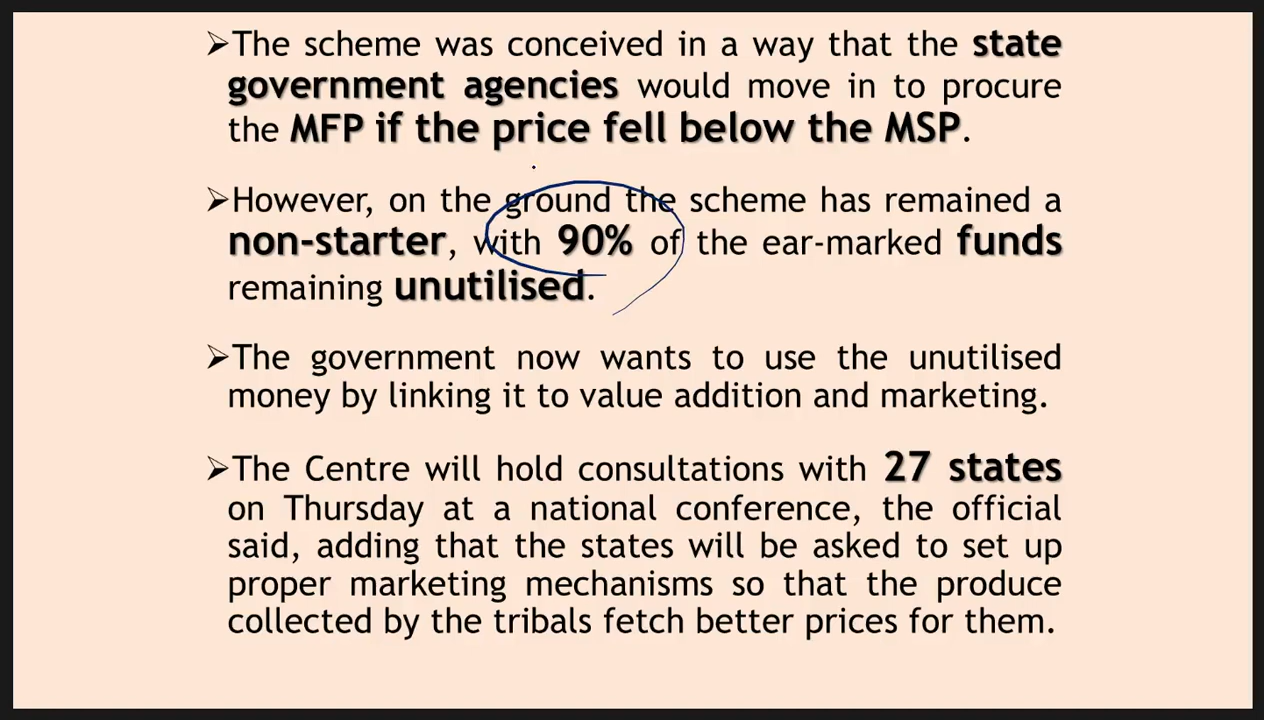 ➢The scheme was conceived in a way that the state
government agencies would move in to procure
the MFP if the price fell below the MSP.
➢However, on the ground the scheme has remained a
non-starter, with 90% of the ear-marked funds
remaining unutilised.
➢The government now wants to use the unutilised
money by linking it to value addition and marketing.
➢The Centre will hold consultations with 27 states
on Thursday at a national conference, the official
said, adding that the states will be asked to set up
proper marketing mechanisms so that the produce
collected by the tribals fetch better prices for them.